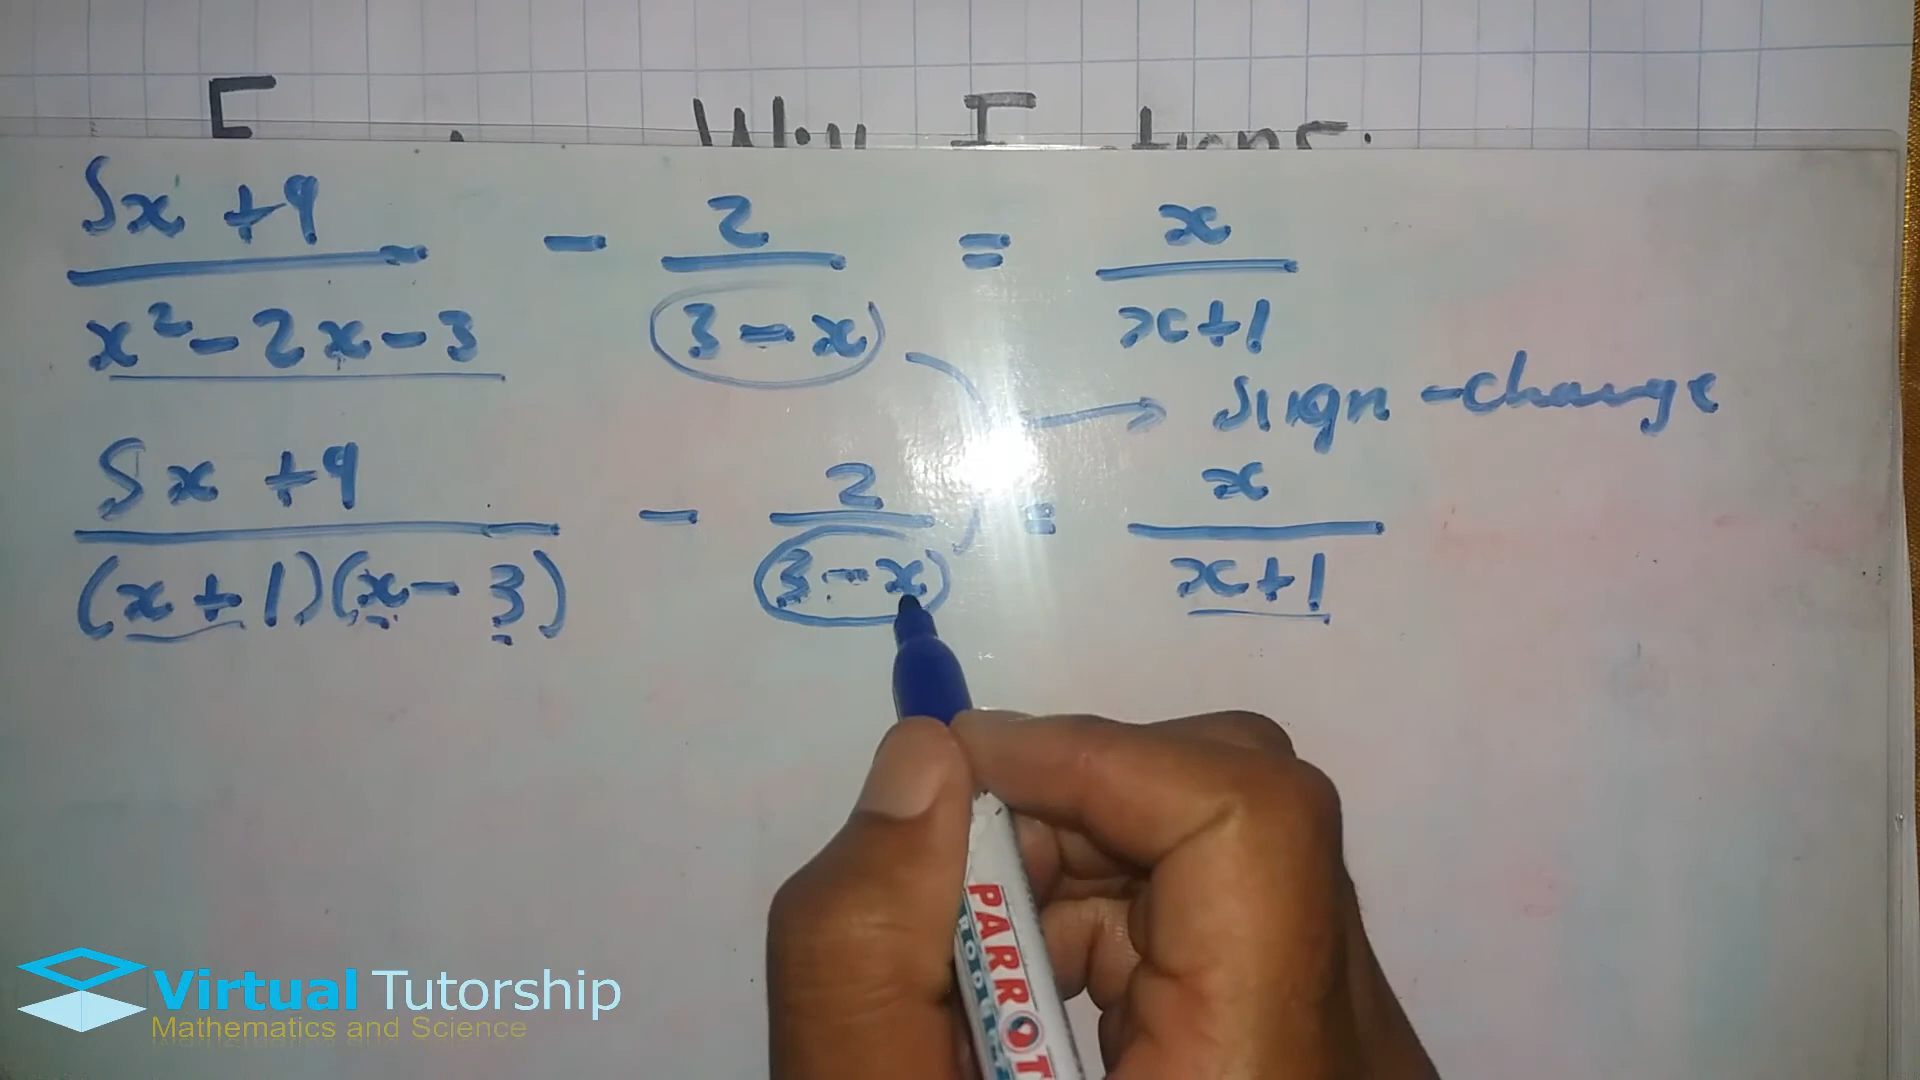 5x + 9 / x² - 2x - 3 - 2 / 3 - x = x / x + 1
sign - change
5x + 9 / (x + 1)(x - 3) - 2 / 3 - x = x / x + 1
PARROT
Virtual Tutorship
Mathematics and Science